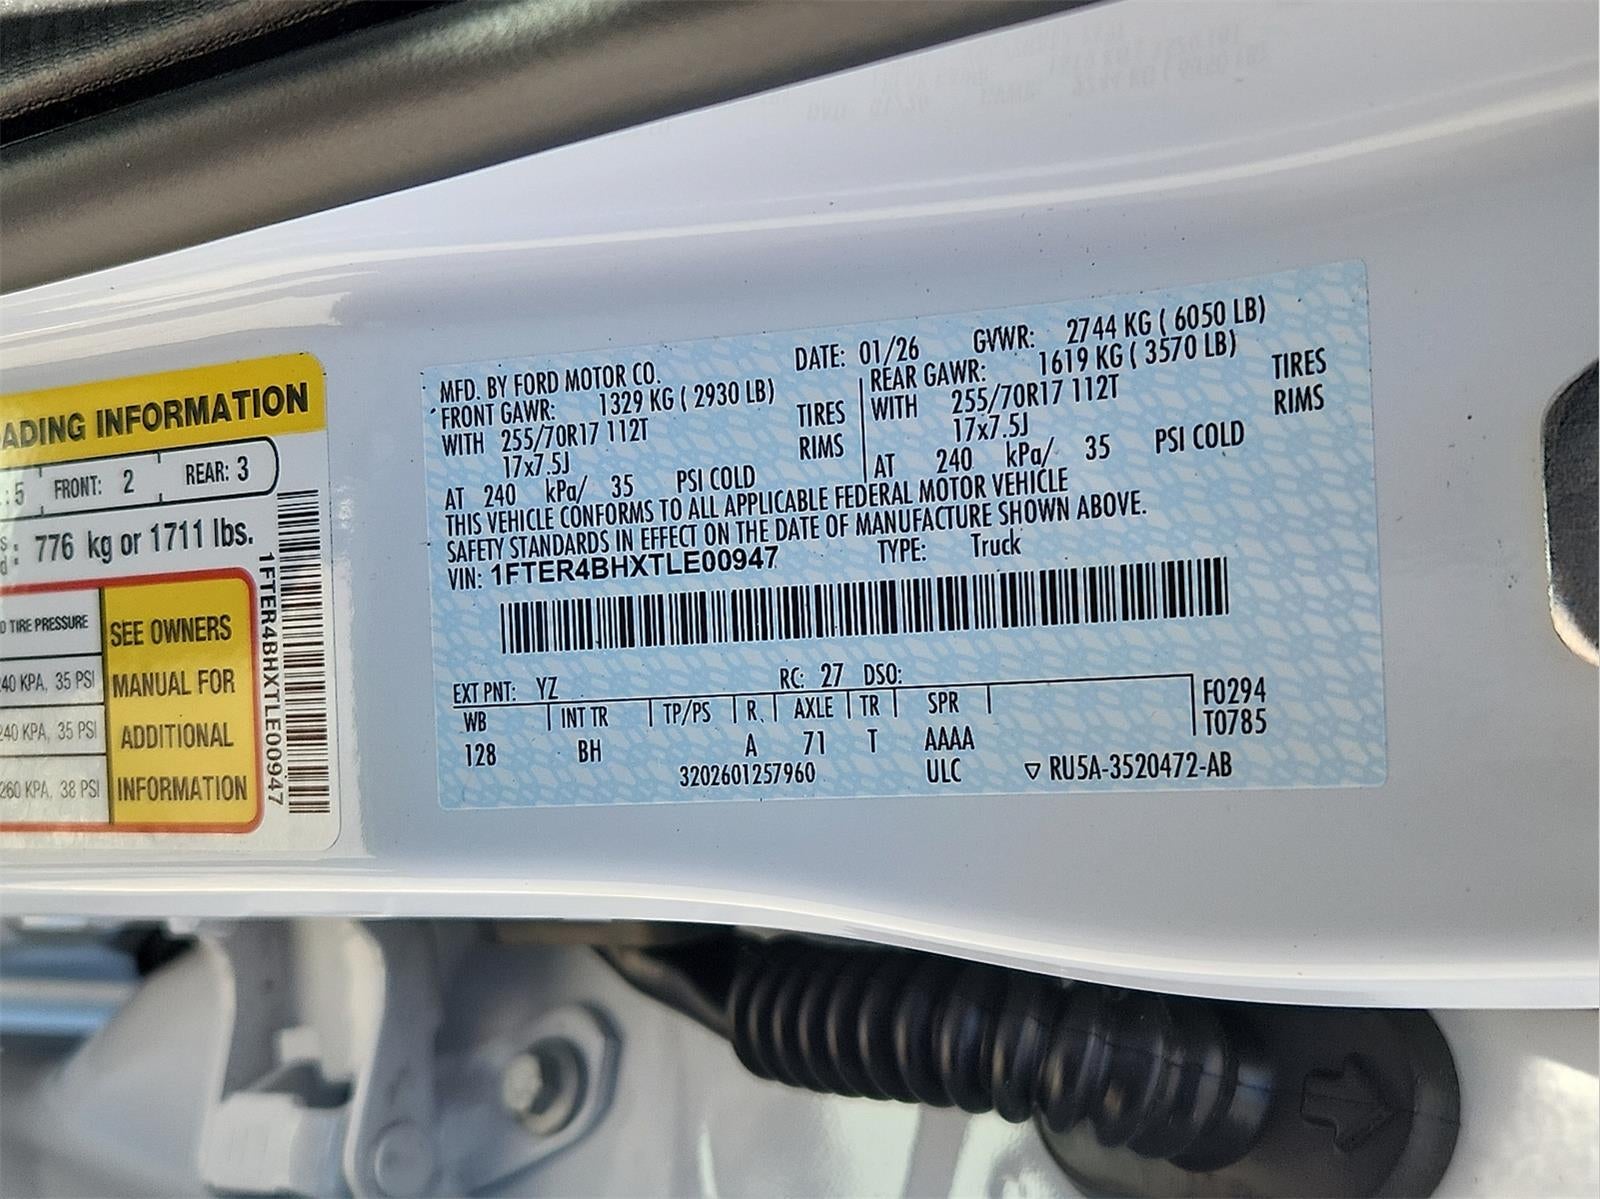 ADING INFORMATION
: 5 FRONT: 2 REAR: 3
776 kg or 1711 lbs.
TIRE PRESSURE
240 KPA, 35 PSI
240 KPA, 35 PSI
260 KPA, 38 PSI
SEE OWNERS
MANUAL FOR
ADDITIONAL
INFORMATION
1FTER4BHXTLE00947
MFD. BY FORD MOTOR CO. DATE: 01/26 GVWR: 2744 KG ( 6050 LB)
FRONT GAWR: 1329 KG ( 2930 LB) REAR GAWR: 1619 KG ( 3570 LB)
WITH 255/70R17 112T TIRES WITH 255/70R17 112T TIRES
17x7.5J RIMS 17x7.5J RIMS
AT 240 kPa/ 35 PSI COLD AT 240 kPa/ 35 PSI COLD
THIS VEHICLE CONFORMS TO ALL APPLICABLE FEDERAL MOTOR VEHICLE
SAFETY STANDARDS IN EFFECT ON THE DATE OF MANUFACTURE SHOWN ABOVE.
VIN: 1FTER4BHXTLE00947 TYPE: Truck
EXT PNT: YZ RC: 27 DSO:
WB INT TR TP/PS R. AXLE TR SPR F0294
128 BH A 71 T AAAA T0785
3202601257960 ULC ▽ RU5A-3520472-AB